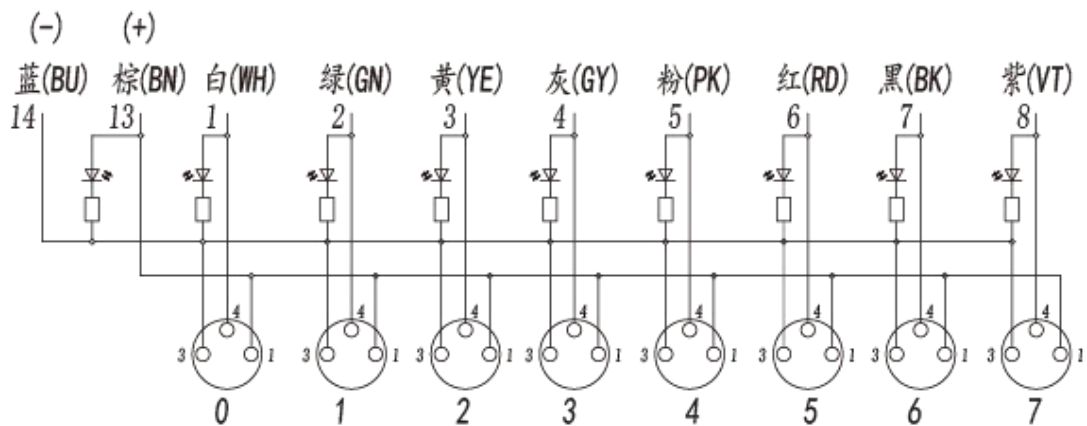 (-) (+)
蓝(BU) 棕(BN) 白(WH) 绿(GN) 黄(YE) 灰(GY) 粉(PK) 红(RD) 黑(BK) 紫(VT)
14 13 1 2 3 4 5 6 7 8
4 4 4 4 4 4 4 4
3 1 3 1 3 1 3 1 3 1 3 1 3 1 3 1
0 1 2 3 4 5 6 7